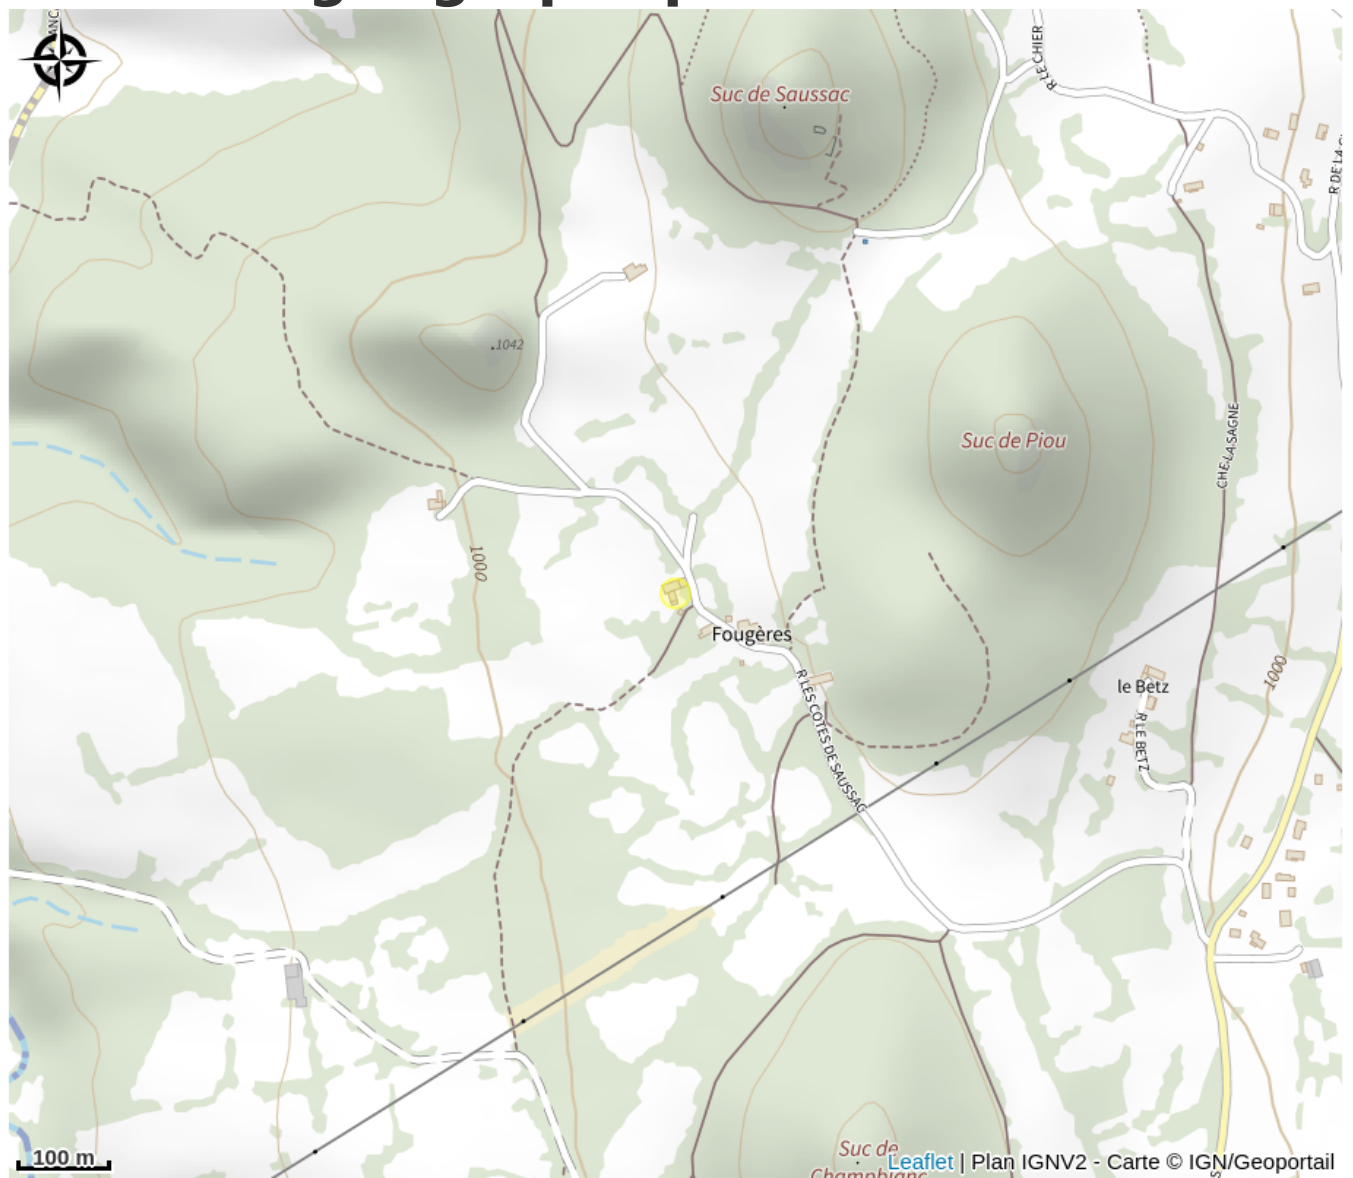 R LE CHIER
Suc de Saussac
1042
Suc de Piou
CHE LA SAGNE
1000
Fougères
le Betz
1000
R LES COTES DE SAUSSAC
R LE BETZ
Suc de
Champblanc
100 m
Leaflet | Plan IGNV2 - Carte © IGN/Geoportail